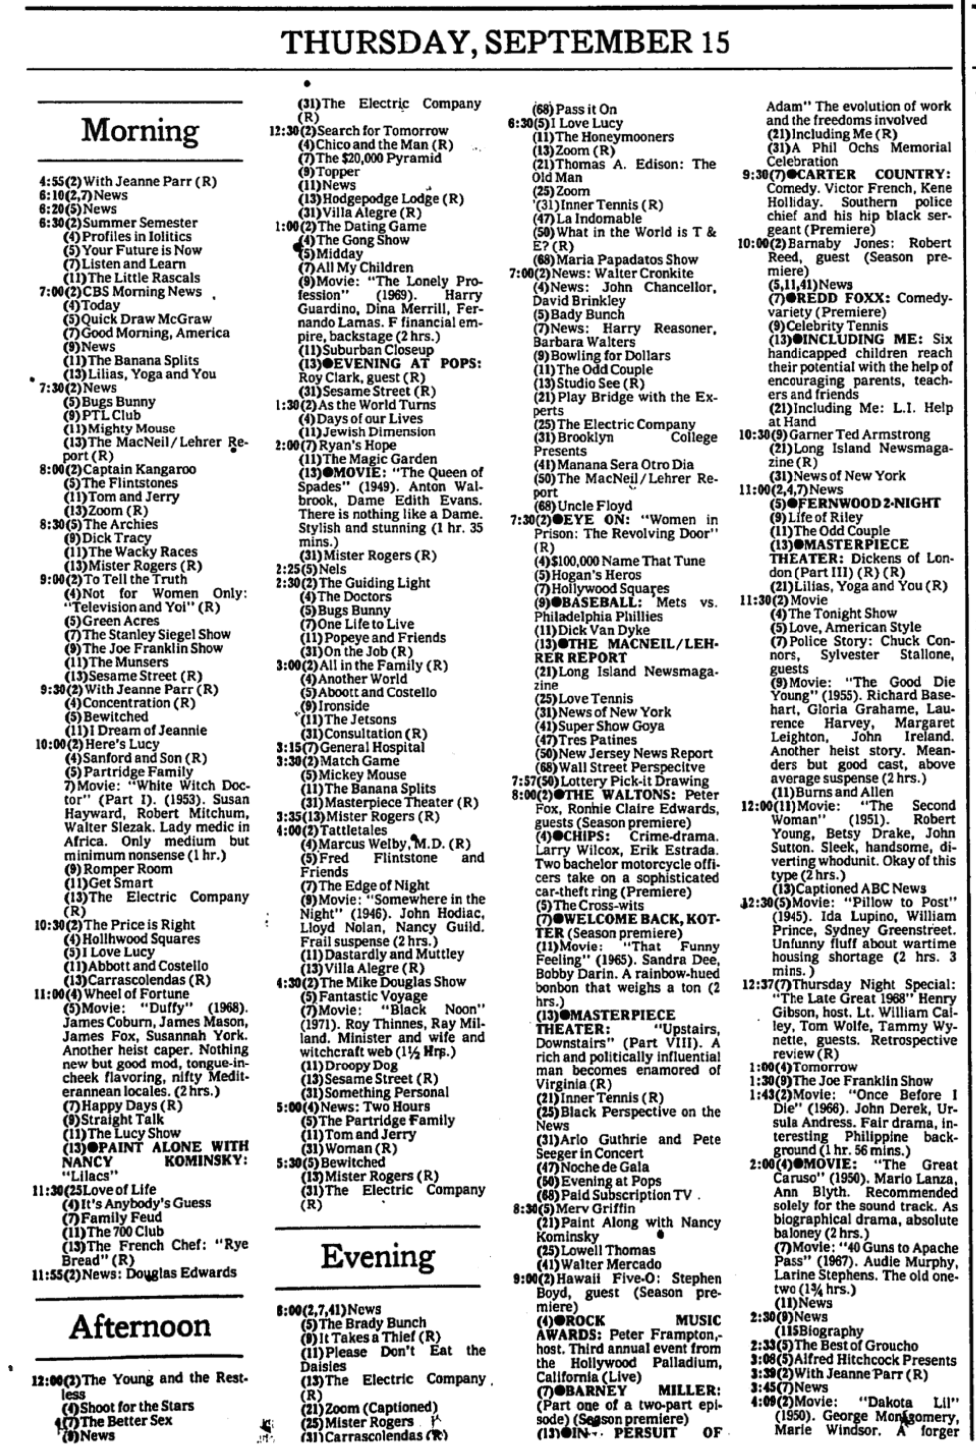 THURSDAY, SEPTEMBER 15
Morning
4:55(2)With Jeanne Parr (R)
6:10(2,7)News
6:20(5)News
6:30(2)Summer Semester
(4)Profiles in Iolitics
(5)Your Future is Now
(7)Listen and Learn
(11)The Little Rascals
7:00(2)CBS Morning News
(4)Today
(5)Quick Draw McGraw
(7)Good Morning, America
(9)News
(11)The Banana Splits
(13)Lilias, Yoga and You
7:30(2)News
(5)Bugs Bunny
(9)PTL Club
(11)Mighty Mouse
(13)The MacNeil/Lehrer Re-
port (R)
8:00(2)Captain Kangaroo
(5)The Flintstones
(11)Tom and Jerry
(13)Zoom (R)
8:30(5)The Archies
(9)Dick Tracy
(11)The Wacky Races
(13)Mister Rogers (R)
9:00(2)To Tell the Truth
(4)Not for Women Only:
"Television and Yoi" (R)
(5)Green Acres
(7)The Stanley Siegel Show
(9)The Joe Franklin Show
(11)The Munsers
(13)Sesame Street (R)
9:30(2)With Jeanne Parr (R)
(4)Concentration (R)
(5)Bewitched
(11)I Dream of Jeannie
10:00(2)Here's Lucy
(4)Sanford and Son (R)
(5)Partridge Family
7)Movie: "White Witch Doc-
tor" (Part I). (1953). Susan
Hayward, Robert Mitchum,
Walter Slezak. Lady medic in
Africa. Only medium but
minimum nonsense (1 hr.)
(9)Romper Room
(11)Get Smart
(13)The Electric Company
(R)
10:30(2)The Price is Right
(4)Hollhwood Squares
(5)I Love Lucy
(11)Abbott and Costello
(13)Carrascolendas (R)
11:00(4)Wheel of Fortune
(5)Movie: "Duffy" (1968).
James Coburn, James Mason,
James Fox, Susannah York.
Another heist caper. Nothing
new but good mod, tongue-in-
cheek flavoring, nifty Medit-
erannean locales. (2 hrs.)
(7)Happy Days (R)
(9)Straight Talk
(11)The Lucy Show
(13)●PAINT ALONE WITH
NANCY KOMINSKY:
"Lilacs"
11:30(25Love of Life
(4)It's Anybody's Guess
(7)Family Feud
(11)The 700 Club
(13)The French Chef: "Rye
Bread" (R)
11:55(2)News: Douglas Edwards
Afternoon
12:00(2)The Young and the Rest-
less
(4)Shoot for the Stars
(7)The Better Sex
(9)News
(31)The Electric Company
(R)
12:30(2)Search for Tomorrow
(4)Chico and the Man (R)
(7)The $20,000 Pyramid
(9)Topper
(11)News
(13)Hodgepodge Lodge (R)
(31)Villa Alegre (R)
1:00(2)The Dating Game
(4)The Gong Show
(5)Midday
(7)All My Children
(9)Movie: "The Lonely Pro-
fession" (1969). Harry
Guardino, Dina Merrill, Fer-
nando Lamas. F financial em-
pire, backstage (2 hrs.)
(11)Suburban Closeup
(13)●EVENING AT POPS:
Roy Clark, guest (R)
(31)Sesame Street (R)
1:30(2)As the World Turns
(4)Days of our Lives
(11)Jewish Dimension
2:00(7)Ryan's Hope
(11)The Magic Garden
(13)●MOVIE: "The Queen of
Spades" (1949). Anton Wal-
brook, Dame Edith Evans.
There is nothing like a Dame.
Stylish and stunning (1 hr. 35
mins.)
(31)Mister Rogers (R)
2:25(5)Nels
2:30(2)The Guiding Light
(4)The Doctors
(5)Bugs Bunny
(7)One Life to Live
(11)Popeye and Friends
(31)On the Job (R)
3:00(2)All in the Family (R)
(4)Another World
(5)Aboott and Costello
(9)Ironside
(11)The Jetsons
(31)Consultation (R)
3:15(7)General Hospital
3:30(2)Match Game
(5)Mickey Mouse
(11)The Banana Splits
(31)Masterpiece Theater (R)
3:35(13)Mister Rogers (R)
4:00(2)Tattletales
(4)Marcus Welby, M.D. (R)
(5)Fred Flintstone and
Friends
(7)The Edge of Night
(9)Movie: "Somewhere in the
Night" (1946). John Hodiac,
Lloyd Nolan, Nancy Guild.
Frail suspense (2 hrs.)
(11)Dastardly and Muttley
(13)Villa Alegre (R)
4:30(2)The Mike Douglas Show
(5)Fantastic Voyage
(7)Movie: "Black Noon"
(1971). Roy Thinnes, Ray Mil-
land. Minister and wife and
witchcraft web (1½ Hrs.)
(11)Droopy Dog
(13)Sesame Street (R)
(31)Something Personal
5:00(4)News: Two Hours
(5)The Partridge Family
(11)Tom and Jerry
(31)Woman (R)
5:30(5)Bewitched
(13)Mister Rogers (R)
(31)The Electric Company
(R)
Evening
6:00(2,7,41)News
(5)The Brady Bunch
(9)It Takes a Thief (R)
(11)Please Don't Eat the
Daisies
(13)The Electric Company
(R)
(21)Zoom (Captioned)
(25)Mister Rogers
(31)Carrascolendas (R)
(68)Pass it On
6:30(5)I Love Lucy
(11)The Honeymooners
(13)Zoom (R)
(21)Thomas A. Edison: The
Old Man
(25)Zoom
(31)Inner Tennis (R)
(47)La Indomable
(50)What in the World is T &
E? (R)
(68)Maria Papadatos Show
7:00(2)News: Walter Cronkite
(4)News: John Chancellor,
David Brinkley
(5)Bady Bunch
(7)News: Harry Reasoner,
Barbara Walters
(9)Bowling for Dollars
(11)The Odd Couple
(13)Studio See (R)
(21)Play Bridge with the Ex-
perts
(25)The Electric Company
(31)Brooklyn College
Presents
(41)Manana Sera Otro Dia
(50)The MacNeil/Lehrer Re-
port
(68)Uncle Floyd
7:30(2)●EYE ON: "Women in
Prison: The Revolving Door"
(R)
(4)$100,000 Name That Tune
(5)Hogan's Heros
(7)Hollywood Squares
(9)●BASEBALL: Mets vs.
Philadelphia Phillies
(11)Dick Van Dyke
(13)●THE MACNEIL/LEH-
RER REPORT
(21)Long Island Newsmaga-
zine
(25)Love Tennis
(31)News of New York
(41)Super Show Goya
(47)Tres Patines
(50)New Jersey News Report
(68)Wall Street Perspecitve
7:57(50)Lottery Pick-it Drawing
8:00(2)●THE WALTONS: Peter
Fox, Ronhie Claire Edwards,
guests (Season premiere)
(4)●CHIPS: Crime-drama.
Larry Wilcox, Erik Estrada.
Two bachelor motorcycle offi-
cers take on a sophisticated
car-theft ring (Premiere)
(5)The Cross-wits
(7)●WELCOME BACK, KOT-
TER (Season premiere)
(11)Movie: "That Funny
Feeling" (1965). Sandra Dee,
Bobby Darin. A rainbow-hued
bonbon that weighs a ton (2
hrs.)
(13)●MASTERPIECE
THEATER: "Upstairs,
Downstairs" (Part VIII). A
rich and politically influential
man becomes enamored of
Virginia (R)
(21)Inner Tennis (R)
(25)Black Perspective on the
News
(31)Arlo Guthrie and Pete
Seeger in Concert
(47)Noche de Gala
(50)Evening at Pops
(68)Paid Subscription TV
8:30(5)Merv Griffin
(21)Paint Along with Nancy
Kominsky
(25)Lowell Thomas
(41)Walter Mercado
9:00(2)Hawaii Five-O: Stephen
Boyd, guest (Season pre-
miere)
(4)●ROCK MUSIC
AWARDS: Peter Frampton,
host. Third annual event from
the Hollywood Palladium,
California (Live)
(7)●BARNEY MILLER:
(Part one of a two-part epi-
sode) (Season premiere)
(13)●IN PERSUIT OF
Adam" The evolution of work
and the freedoms involved
(21)Including Me (R)
(31)A Phil Ochs Memorial
Celebration
9:30(7)●CARTER COUNTRY:
Comedy. Victor French, Kene
Holliday. Southern police
chief and his hip black ser-
geant (Premiere)
10:00(2)Barnaby Jones: Robert
Reed, guest (Season pre-
miere)
(5,11,41)News
(7)●REDD FOXX: Comedy-
variety (Premiere)
(9)Celebrity Tennis
(13)●INCLUDING ME: Six
handicapped children reach
their potential with the help of
encouraging parents, teach-
ers and friends
(21)Including Me: L.I. Help
at Hand
10:30(9)Garner Ted Armstrong
(21)Long Island Newsmaga-
zine (R)
(31)News of New York
11:00(2,4,7)News
(5)●FERNWOOD 2-NIGHT
(9)Life of Riley
(11)The Odd Couple
(13)●MASTERPIECE
THEATER: Dickens of Lon-
don (Part III) (R) (R)
(21)Lilias, Yoga and You (R)
11:30(2)Movie
(4)The Tonight Show
(5)Love, American Style
(7)Police Story: Chuck Con-
nors, Sylvester Stallone,
guests
(9)Movie: "The Good Die
Young" (1955). Richard Base-
hart, Gloria Grahame, Lau-
rence Harvey, Margaret
Leighton, John Ireland.
Another heist story. Mean-
ders but good cast, above
average suspense (2 hrs.)
(11)Burns and Allen
12:00(11)Movie: "The Second
Woman" (1951). Robert
Young, Betsy Drake, John
Sutton. Sleek, handsome, di-
verting whodunit. Okay of this
type (2 hrs.)
(13)Captioned ABC News
12:30(5)Movie: "Pillow to Post"
(1945). Ida Lupino, William
Prince, Sydney Greenstreet.
Unfunny fluff about wartime
housing shortage (2 hrs. 3
mins.)
12:37(7)Thursday Night Special:
"The Late Great 1968" Henry
Gibson, host. Lt. William Cal-
ley, Tom Wolfe, Tammy Wy-
nette, guests. Retrospective
review (R)
1:00(4)Tomorrow
1:30(9)The Joe Franklin Show
1:43(2)Movie: "Once Before I
Die" (1966). John Derek, Ur-
sula Andress. Fair drama, in-
teresting Philippine back-
ground (1 hr. 56 mins.)
2:00(4)●MOVIE: "The Great
Caruso" (1950). Mario Lanza,
Ann Blyth. Recommended
solely for the sound track. As
biographical drama, absolute
baloney (2 hrs.)
(7)Movie: "40 Guns to Apache
Pass" (1967). Audie Murphy,
Larine Stephens. The old one-
two (1¾ hrs.)
(11)News
2:30(9)News
(115Biography
2:33(5)The Best of Groucho
3:08(5)Alfred Hitchcock Presents
3:39(2)With Jeanne Parr (R)
3:45(7)News
4:09(2)Movie: "Dakota Lil"
(1950). George Montgomery,
Marie Windsor. A forger